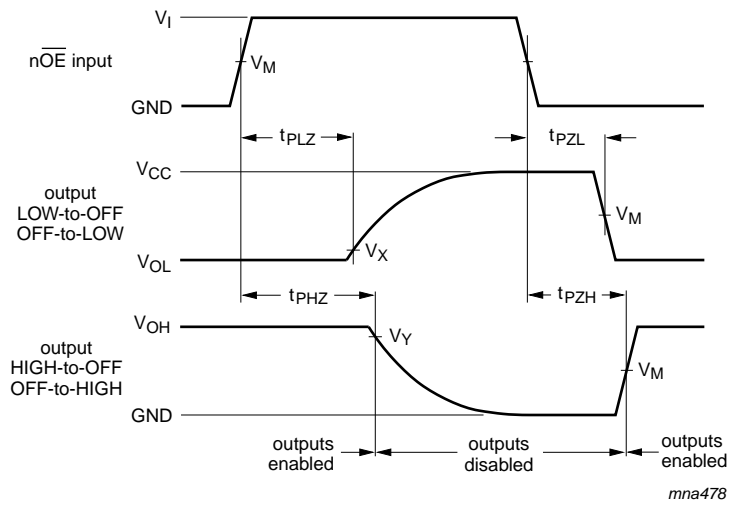 V_I
nO̅E̅ input
V_M
GND
t_PLZ
t_PZL
V_CC
output
LOW-to-OFF
OFF-to-LOW
V_M
V_X
V_OL
t_PHZ
t_PZH
V_OH
output
HIGH-to-OFF
OFF-to-HIGH
V_Y
V_M
GND
outputs
enabled
outputs
disabled
outputs
enabled
mna478